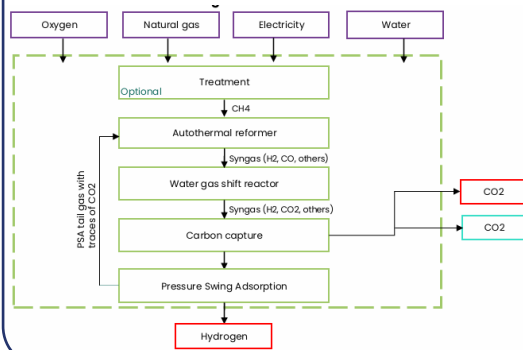 Oxygen
Natural gas
Electricity
Water
Treatment
Optional
CH4
Autothermal reformer
Syngas (H2, CO, others)
Water gas shift reactor
Syngas (H2, CO2, others)
CO2
CO2
Carbon capture
PSA tail gas with
traces of CO2
Pressure Swing Adsorption
Hydrogen